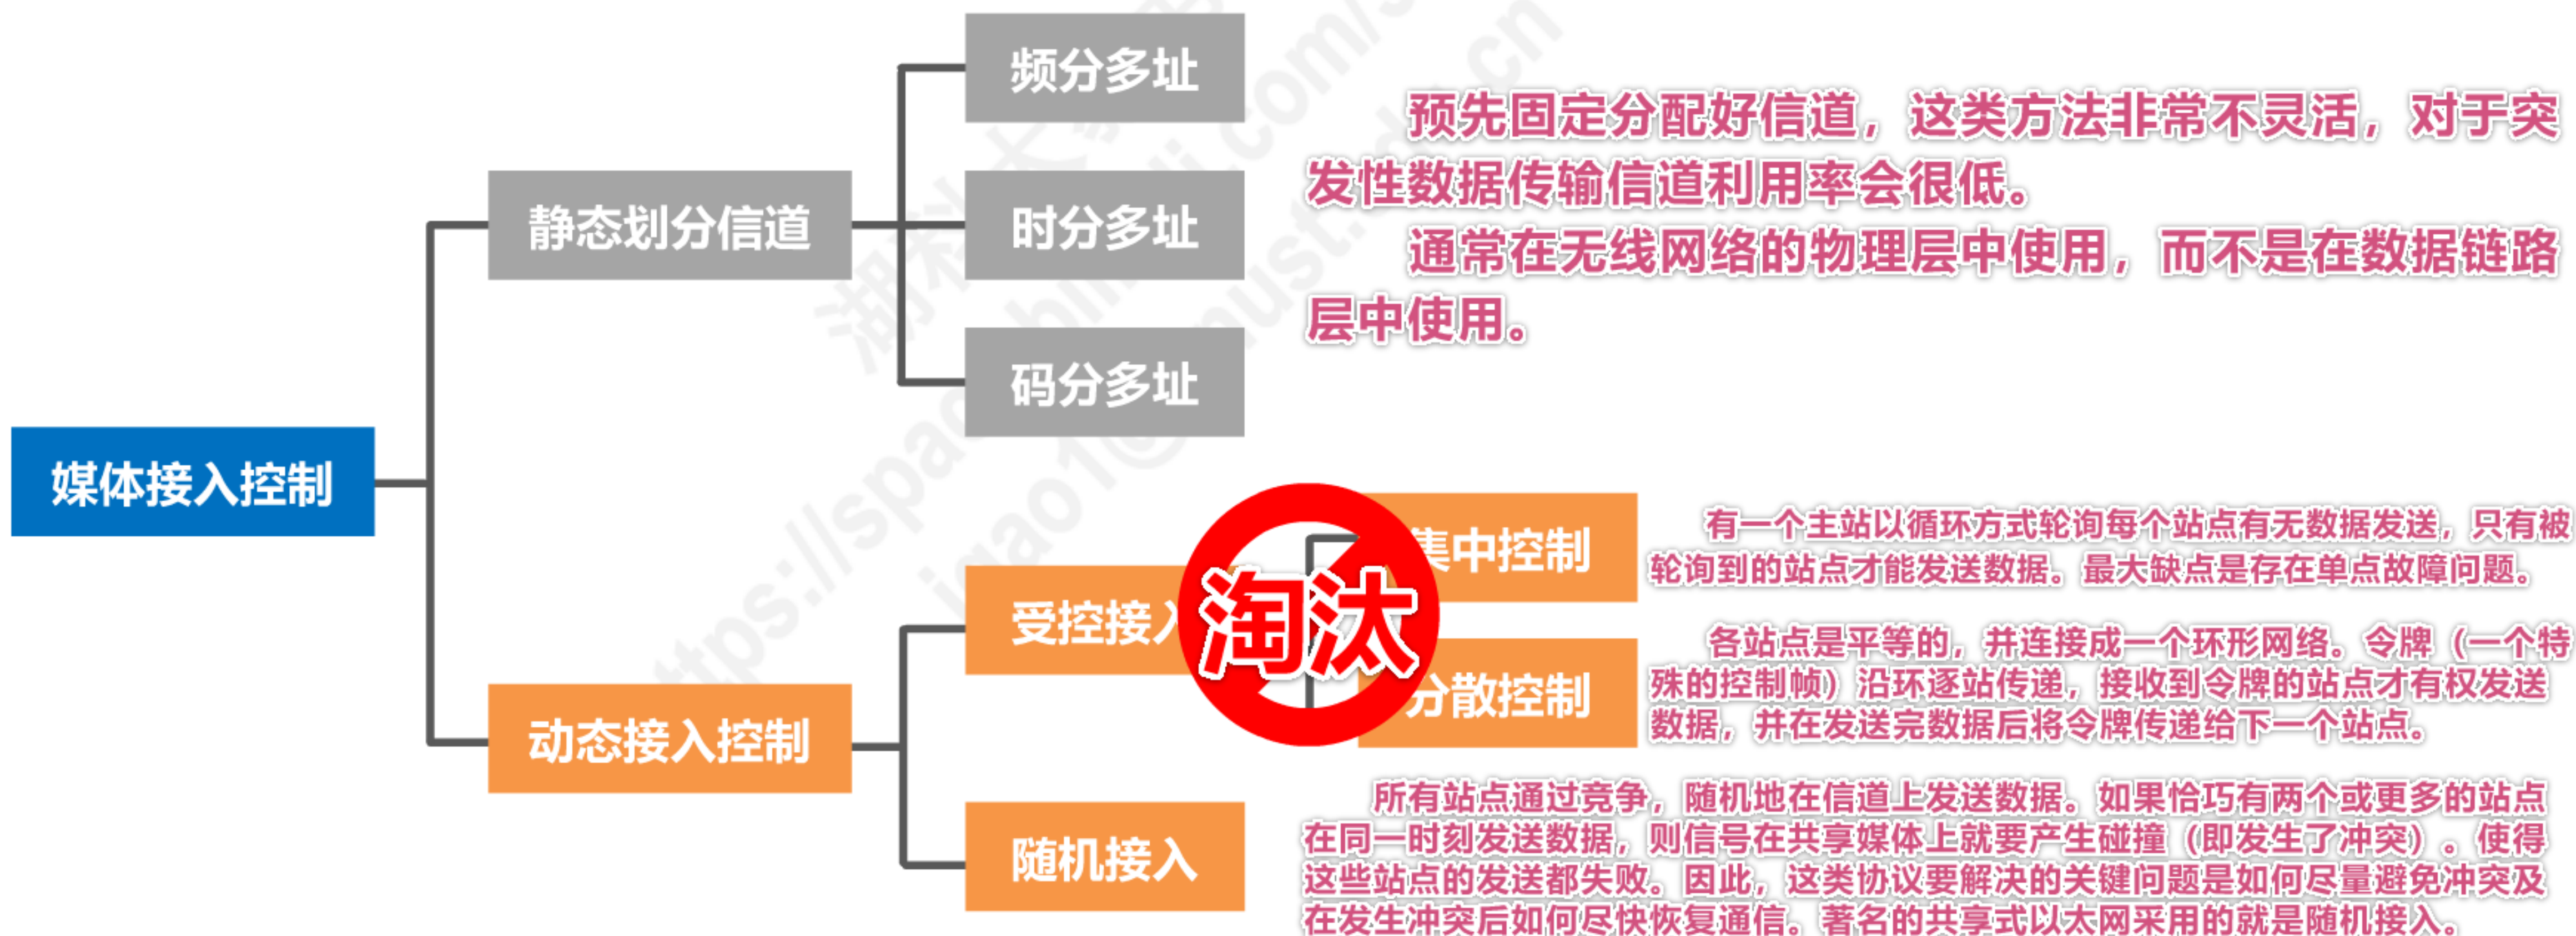 频分多址
预先固定分配好信道，这类方法非常不灵活，对于突
发性数据传输信道利用率会很低。
静态划分信道
时分多址
通常在无线网络的物理层中使用，而不是在数据链路
层中使用。
码分多址
媒体接入控制
集中控制
有一个主站以循环方式轮询每个站点有无数据发送，只有被
轮询到的站点才能发送数据。最大缺点是存在单点故障问题。
受控接入
淘汰
分散控制
各站点是平等的，并连接成一个环形网络。令牌（一个特
殊的控制帧）沿环逐站传递，接收到令牌的站点才有权发送
数据，并在发送完数据后将令牌传递给下一个站点。
动态接入控制
随机接入
所有站点通过竞争，随机地在信道上发送数据。如果恰巧有两个或更多的站点
在同一时刻发送数据，则信号在共享媒体上就要产生碰撞（即发生了冲突）。使得
这些站点的发送都失败。因此，这类协议要解决的关键问题是如何尽量避免冲突及
在发生冲突后如何尽快恢复通信。著名的共享式以太网采用的就是随机接入。